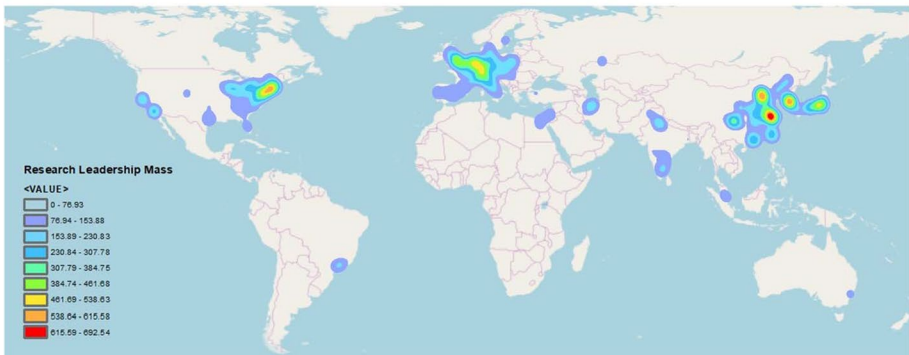 Research Leadership Mass
<VALUE>
0 - 76.93
76.94 - 153.88
153.89 - 230.83
230.84 - 307.78
307.79 - 384.75
384.74 - 461.68
461.69 - 538.63
538.64 - 615.58
615.59 - 692.54